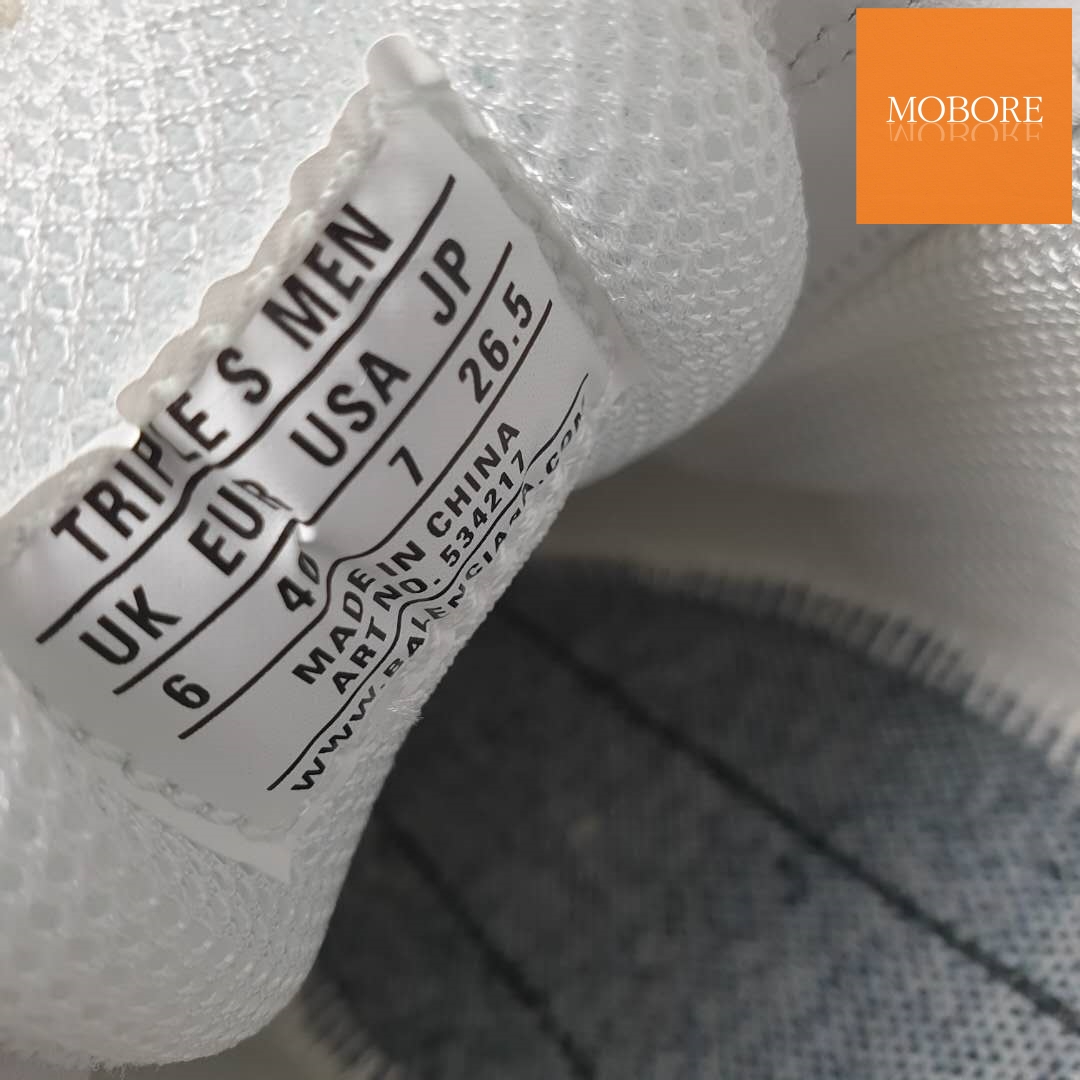 MOBORE
TRIPLE S MEN
UK EUR USA JP
6 40 7 26.5
MADE IN CHINA
ART NO. 534217
WWW.BALENCIAGA.COM